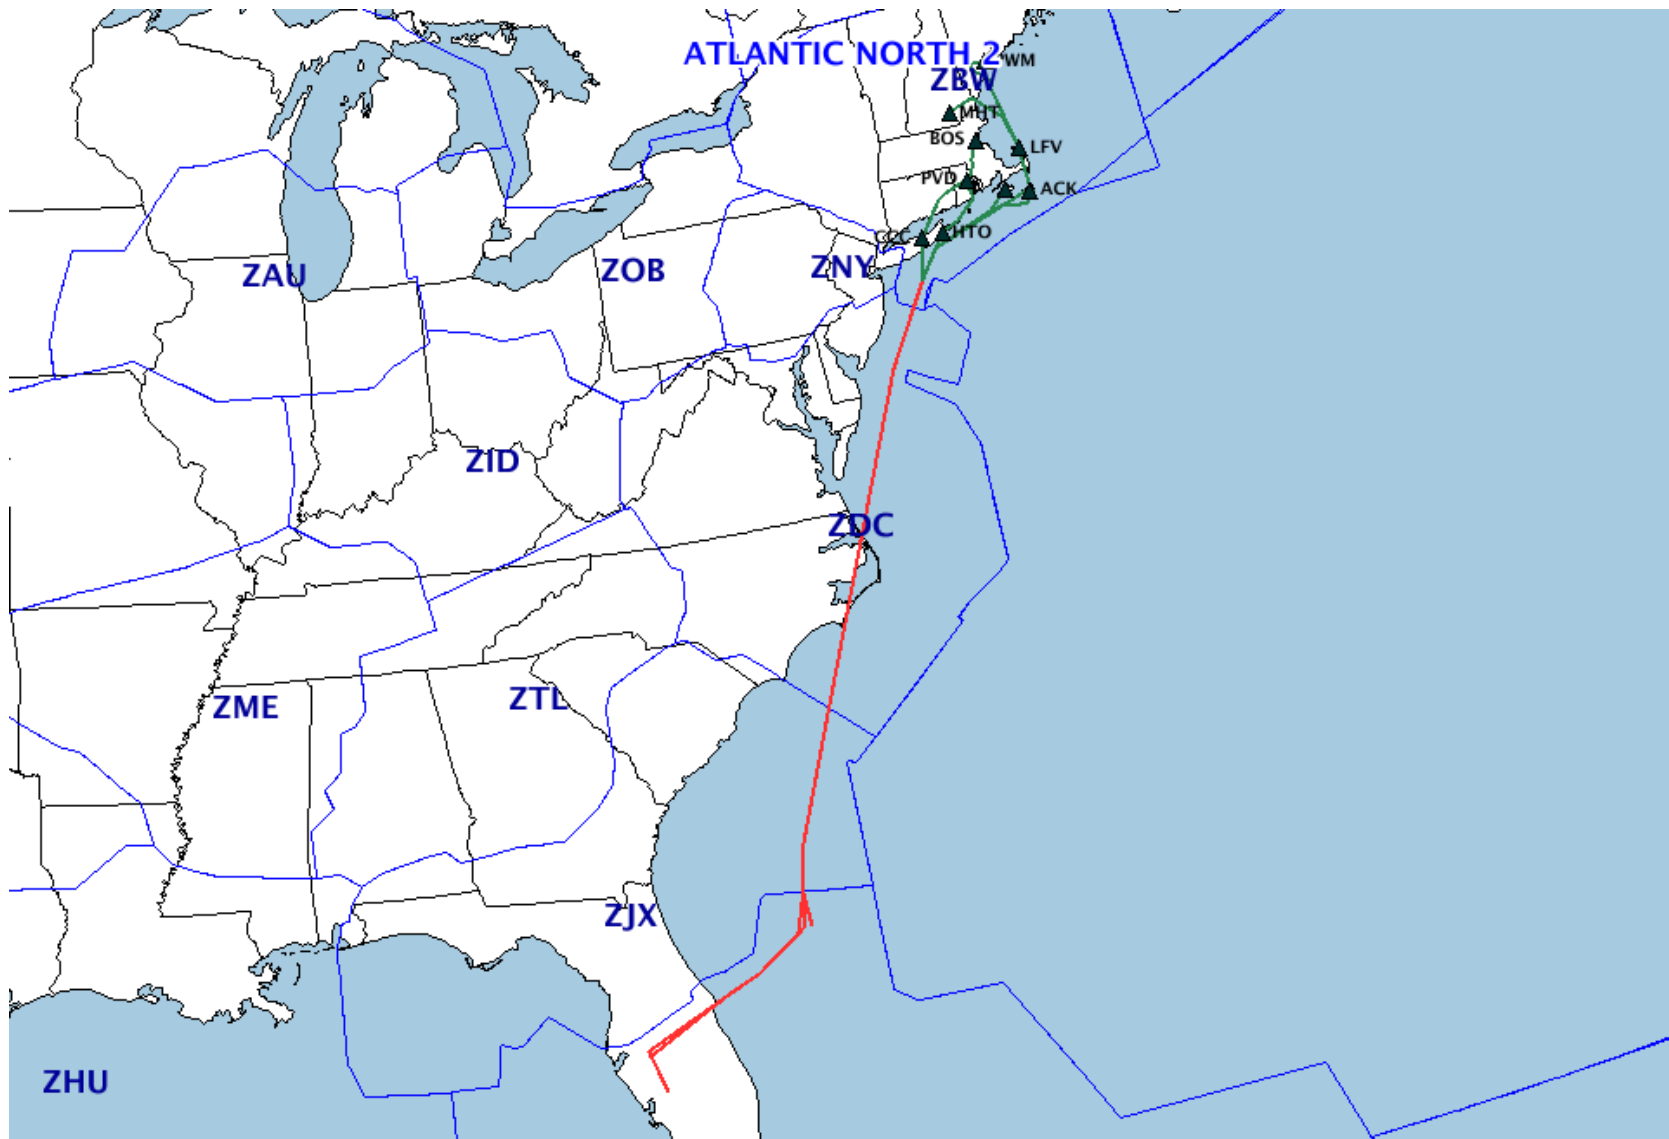 ATLANTIC NORTH 2
WM
ZBW
MHT
BOS
LFV
PVD
ACK
CCC
HTO
ZAU
ZOB
ZNY
ZID
ZDC
ZME
ZTL
ZJX
ZHU